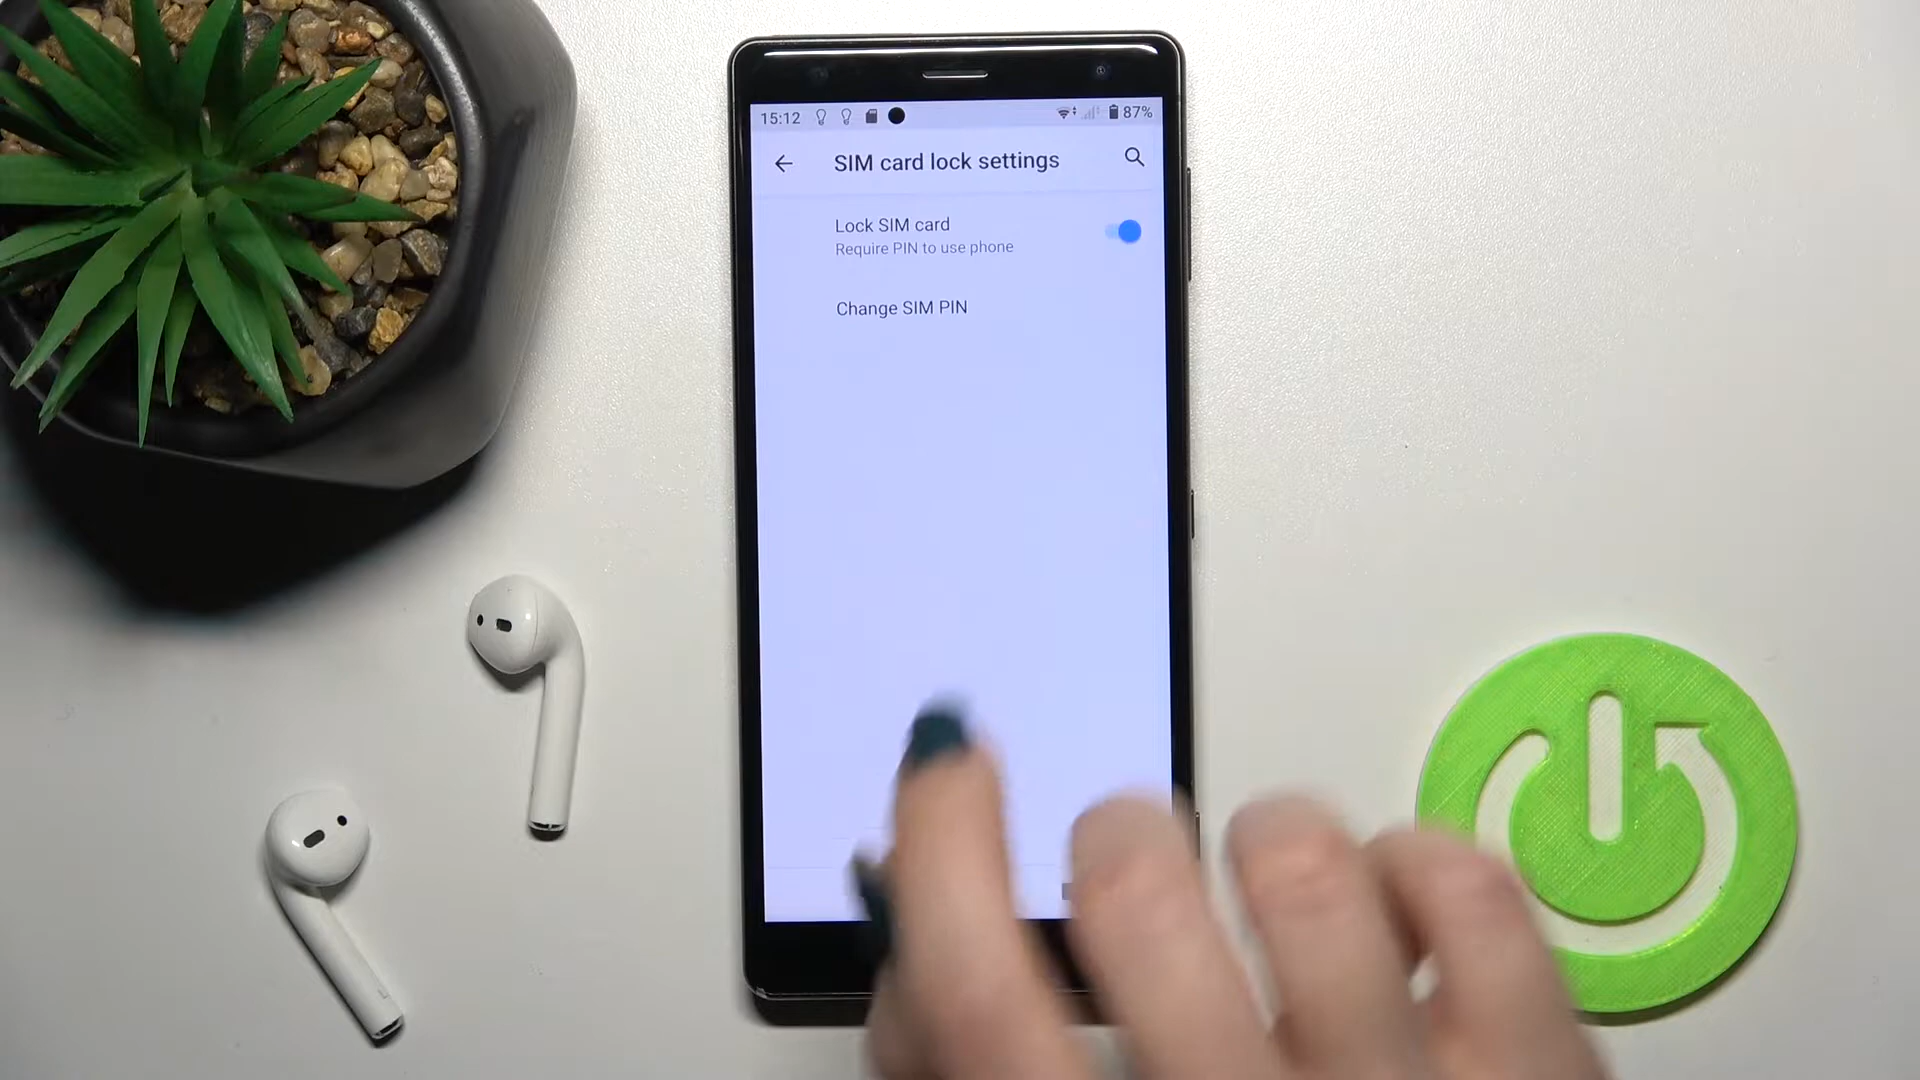 15:12 87%
SIM card lock settings
Lock SIM card
Require PIN to use phone
Change SIM PIN